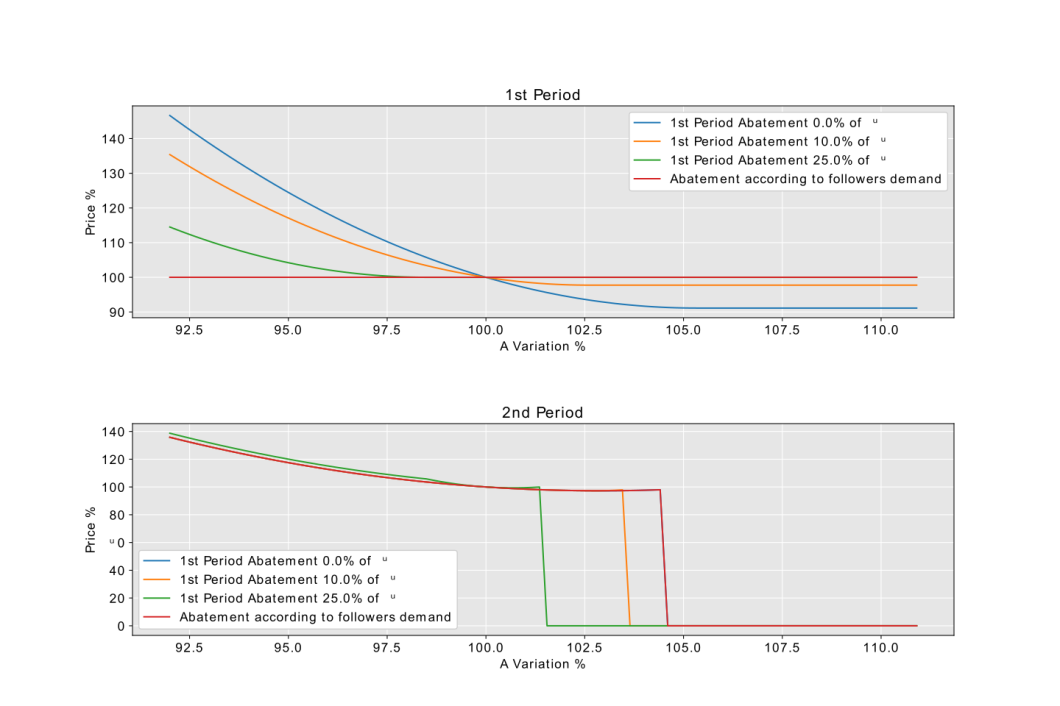 1st Period
140
130
120
110
100
90
Price %
1st Period Abatement 0.0% of u
1st Period Abatement 10.0% of u
1st Period Abatement 25.0% of u
Abatement according to followers demand
92.5 95.0 97.5 100.0 102.5 105.0 107.5 110.0
A Variation %
2nd Period
140
120
100
80
u0
40
20
0
Price %
1st Period Abatement 0.0% of u
1st Period Abatement 10.0% of u
1st Period Abatement 25.0% of u
Abatement according to followers demand
92.5 95.0 97.5 100.0 102.5 105.0 107.5 110.0
A Variation %